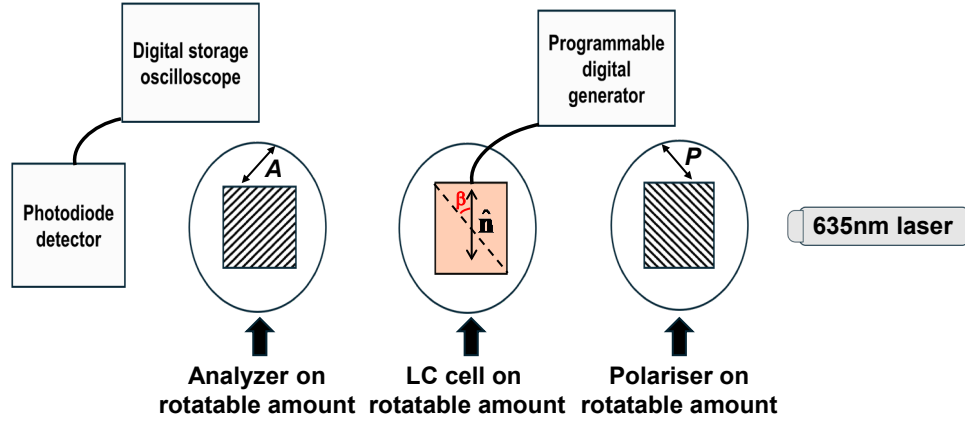 Digital storage
oscilloscope
Programmable
digital
generator
A
β
n̂
P
Photodiode
detector
635nm laser
Analyzer on
rotatable amount
LC cell on
rotatable amount
Polariser on
rotatable amount